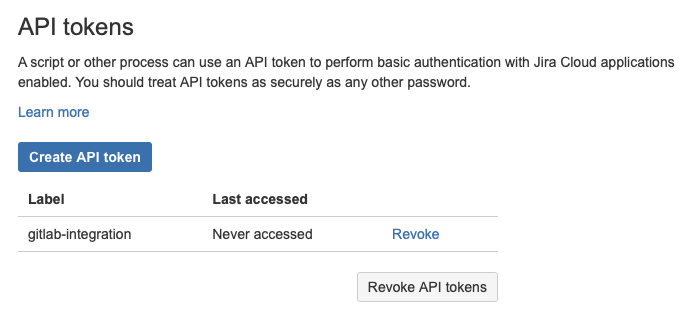 API tokens
A script or other process can use an API token to perform basic authentication with Jira Cloud applications
enabled. You should treat API tokens as securely as any other password.
Learn more
Create API token
Label Last accessed
gitlab-integration Never accessed Revoke
Revoke API tokens